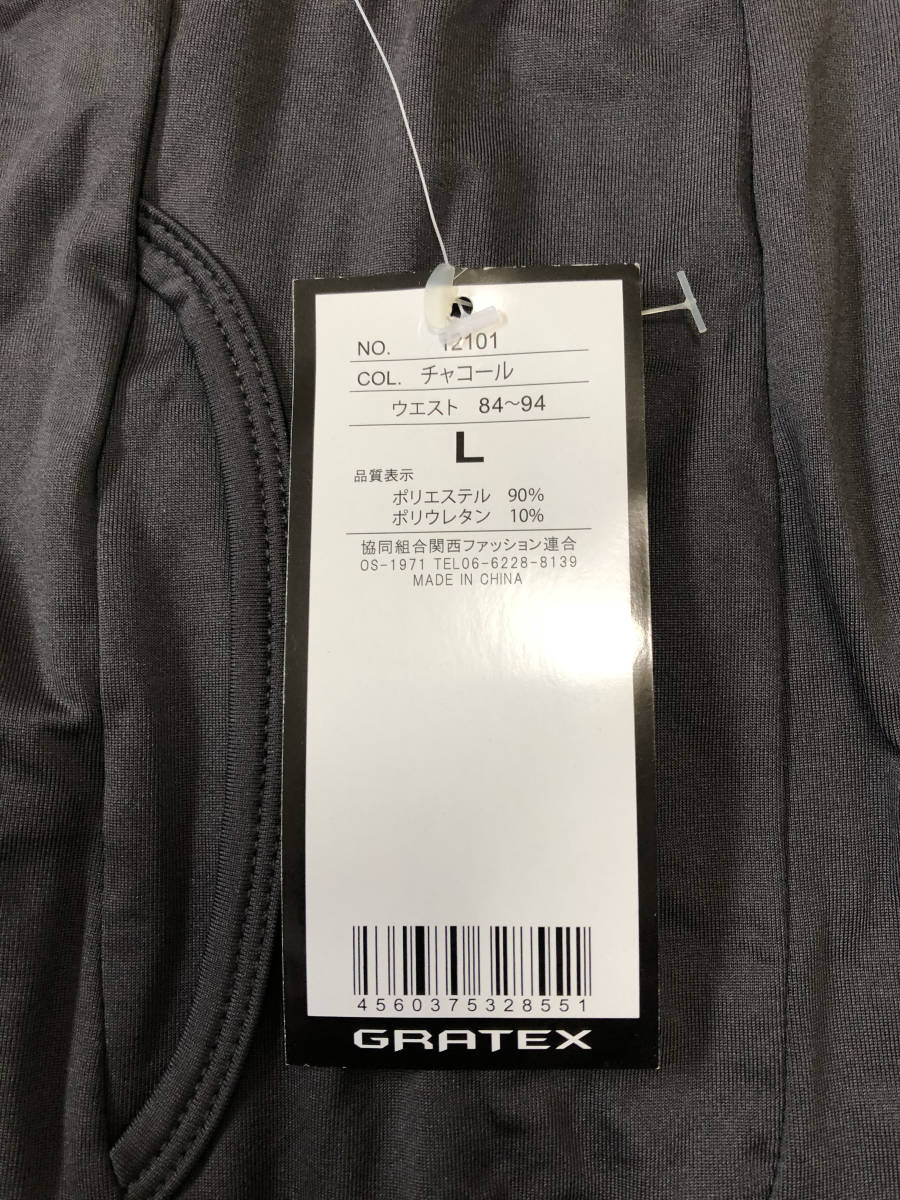 NO. 12101
COL. チャコール
ウエスト 84～94
L
品質表示
ポリエステル 90%
ポリウレタン 10%
協同組合関西ファッション連合
OS-1971 TEL06-6228-8139
MADE IN CHINA
4560375328551
GRATEX